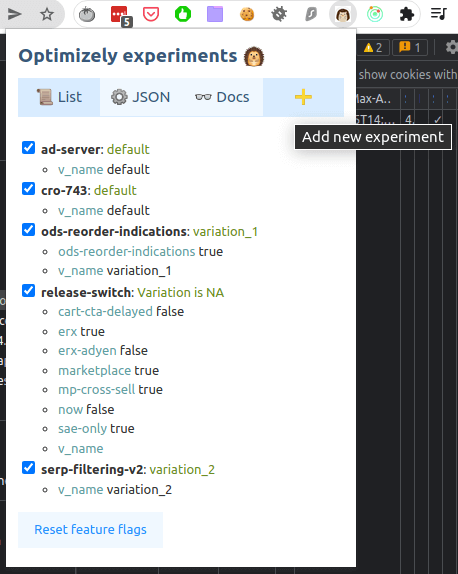 5
Optimizely experiments
2
1
List
JSON
Docs
show cookies with
Max-A..
ST14:...
4.
Add new experiment
ad-server: default
v_name default
cro-743: default
v_name default
ods-reorder-indications: variation_1
ods-reorder-indications true
v_name variation_1
release-switch: Variation is NA
cart-cta-delayed false
erx true
erx-adyen false
marketplace true
mp-cross-sell true
now false
sae-only true
v_name
serp-filtering-v2: variation_2
v_name variation_2
Reset feature flags